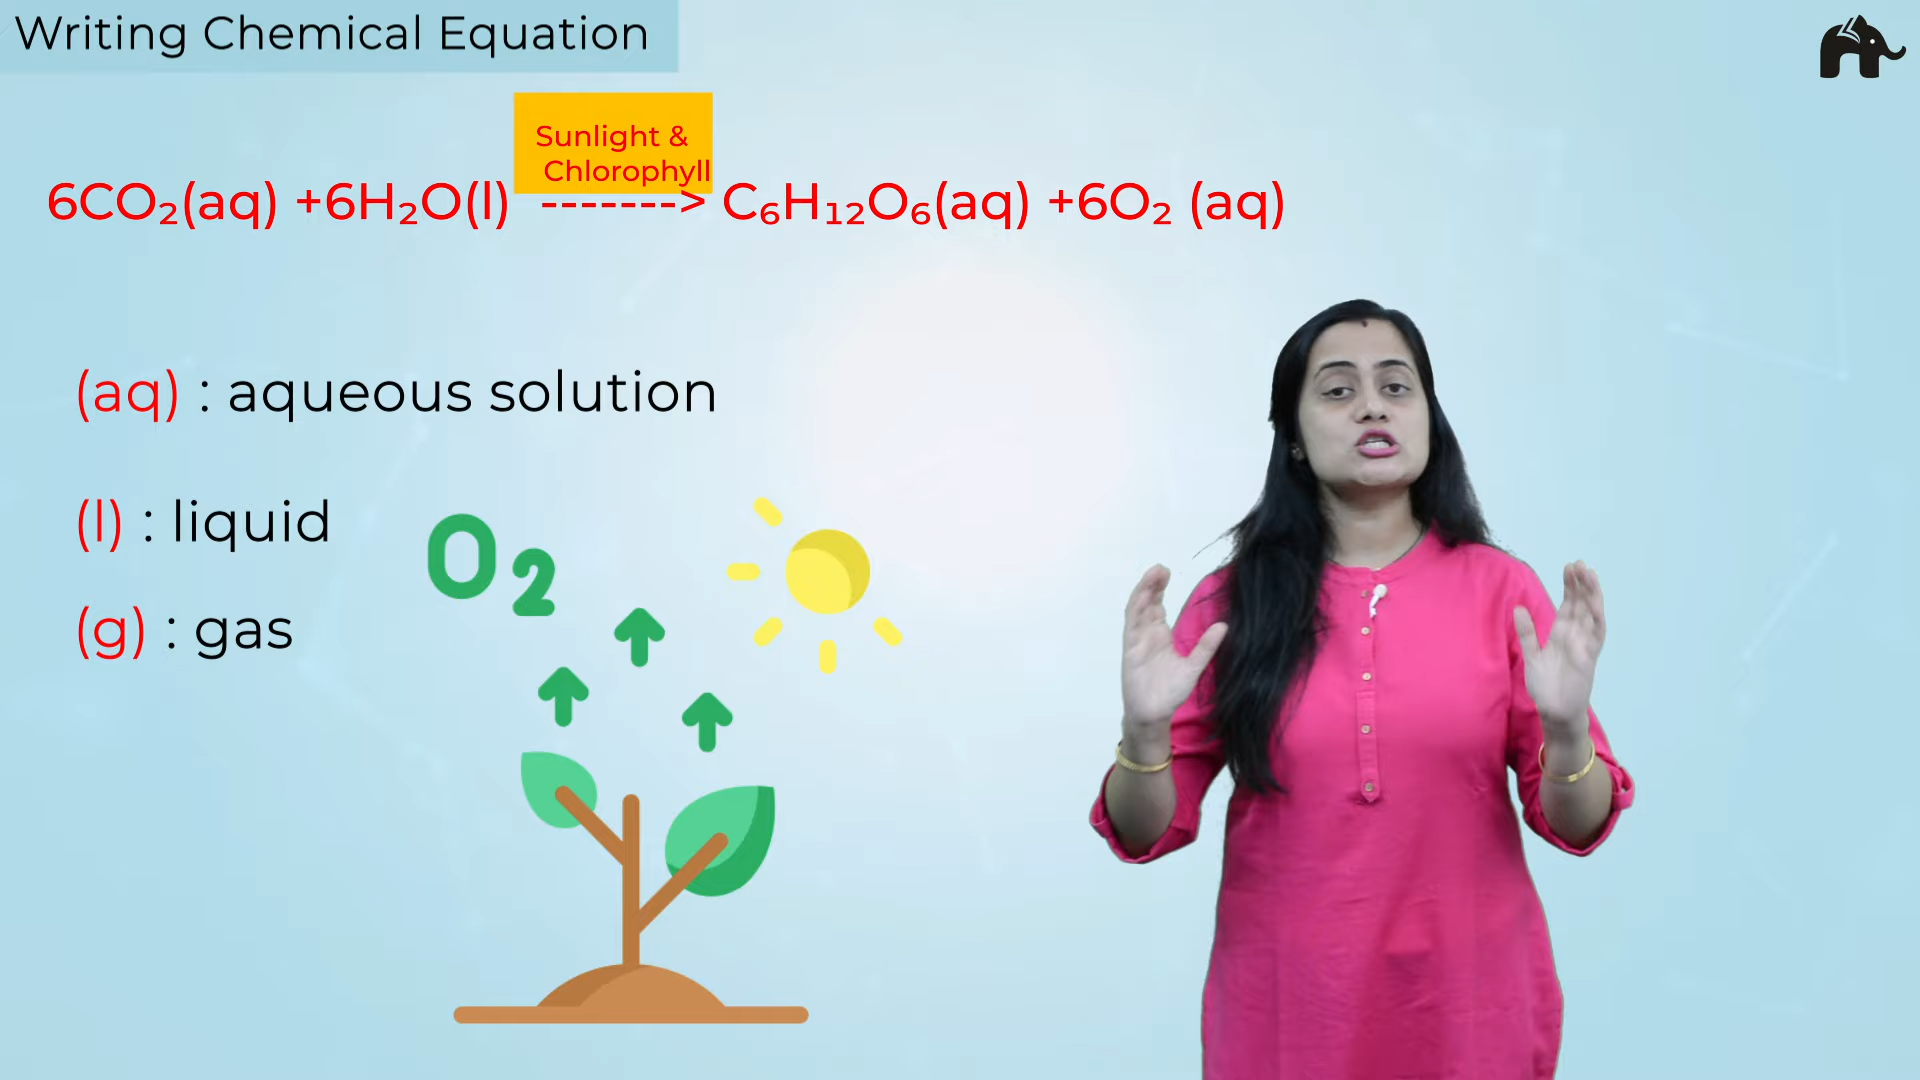 Writing Chemical Equation
Sunlight &
Chlorophyll
6CO₂(aq) +6H₂O(l) -------> C₆H₁₂O₆(aq) +6O₂ (aq)
(aq) : aqueous solution
(l) : liquid
O₂
(g) : gas